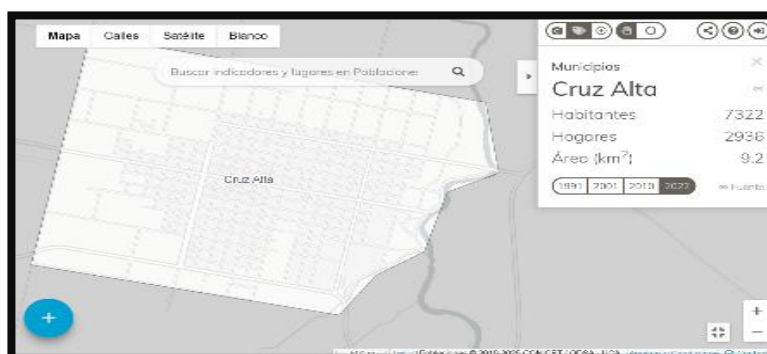 Mapa Calles Satélite Blanco
Buscar indicadores y lugares en Poblaciones
Cruz Alta
Municipios
Cruz Alta
Habitantes 7322
Hogares 2936
Área (km²) 9.2
1991 2001 2010 2022 Fuente